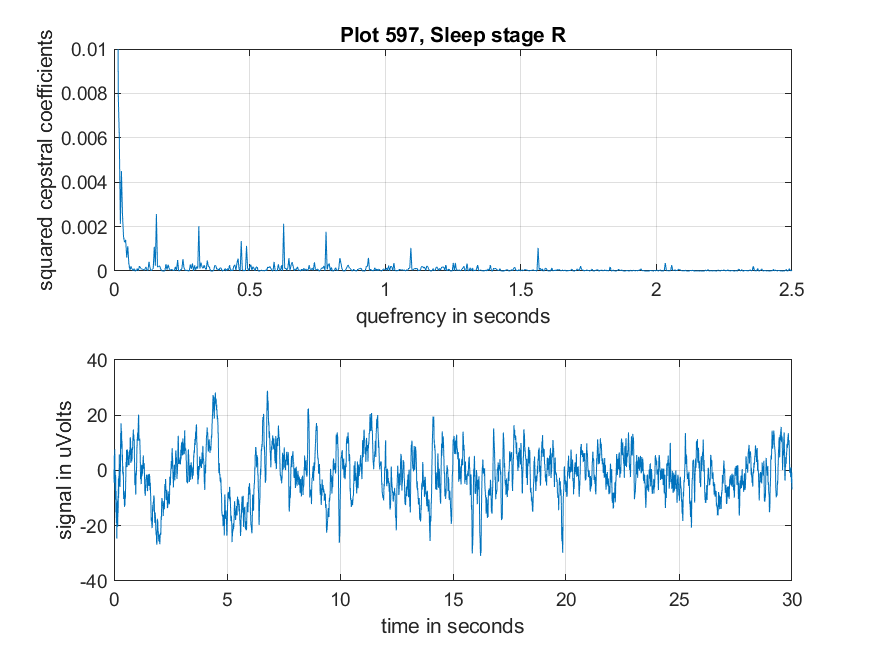 Plot 597, Sleep stage R
squared cepstral coefficients
0.01
0.008
0.006
0.004
0.002
0
0 0.5 1 1.5 2 2.5
quefrency in seconds
signal in uVolts
40
20
0
-20
-40
0 5 10 15 20 25 30
time in seconds